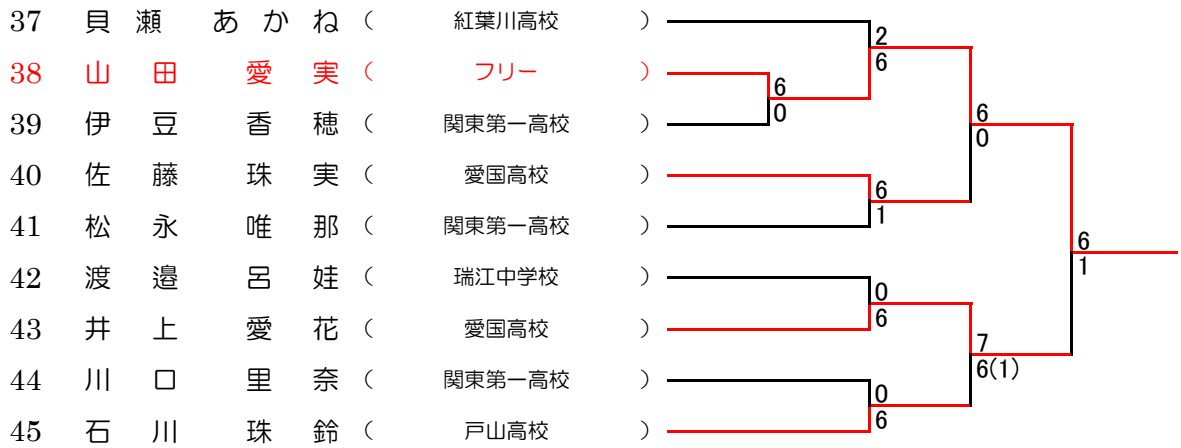 37 貝瀬 あかね ( 紅葉川高校 )
2
38 山田 愛実 ( フリー )
6
6
39 伊豆 香穂 ( 関東第一高校 )
0
6
0
40 佐藤 珠実 ( 愛国高校 )
6
41 松永 唯那 ( 関東第一高校 )
1
6
1
42 渡邉 呂娃 ( 瑞江中学校 )
0
43 井上 愛花 ( 愛国高校 )
6
7
6(1)
44 川口 里奈 ( 関東第一高校 )
0
45 石川 珠鈴 ( 戸山高校 )
6